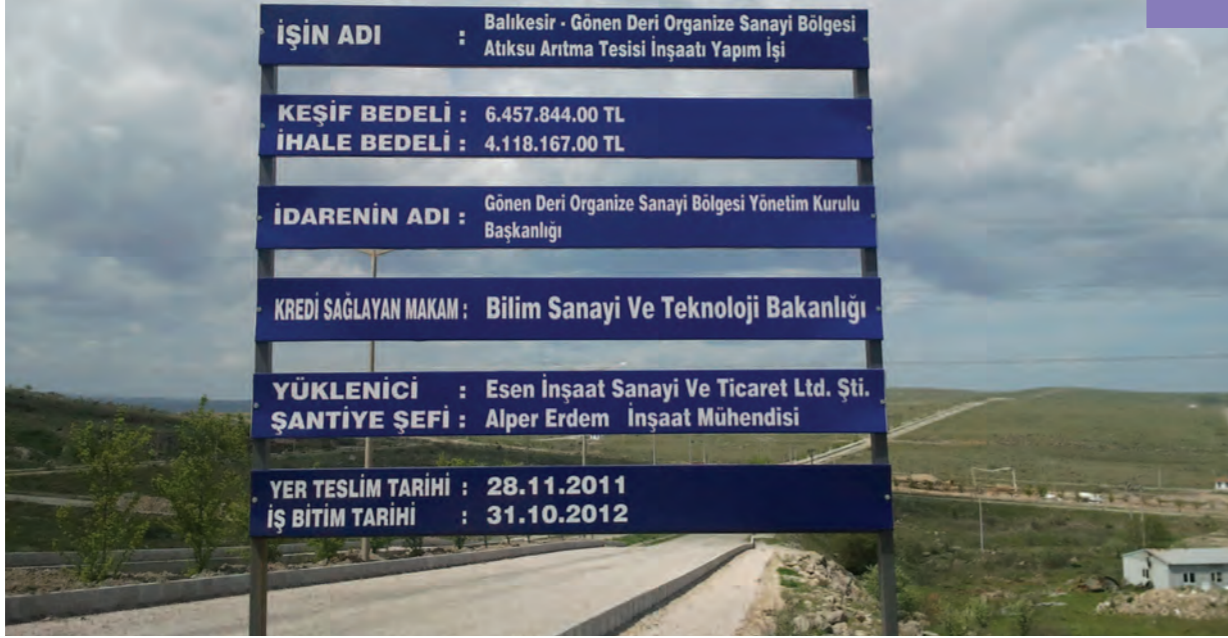 İŞİN ADI : Balıkesir - Gönen Deri Organize Sanayi Bölgesi
Atıksu Arıtma Tesisi İnşaatı Yapım İşi
KEŞİF BEDELİ : 6.457.844.00 TL
İHALE BEDELİ : 4.118.167.00 TL
İDARENİN ADI : Gönen Deri Organize Sanayi Bölgesi Yönetim Kurulu
Başkanlığı
KREDİ SAĞLAYAN MAKAM : Bilim Sanayi Ve Teknoloji Bakanlığı
YÜKLENİCİ : Esen İnşaat Sanayi Ve Ticaret Ltd. Şti.
ŞANTİYE ŞEFİ : Alper Erdem İnşaat Mühendisi
YER TESLİM TARİHİ : 28.11.2011
İŞ BİTİM TARİHİ : 31.10.2012